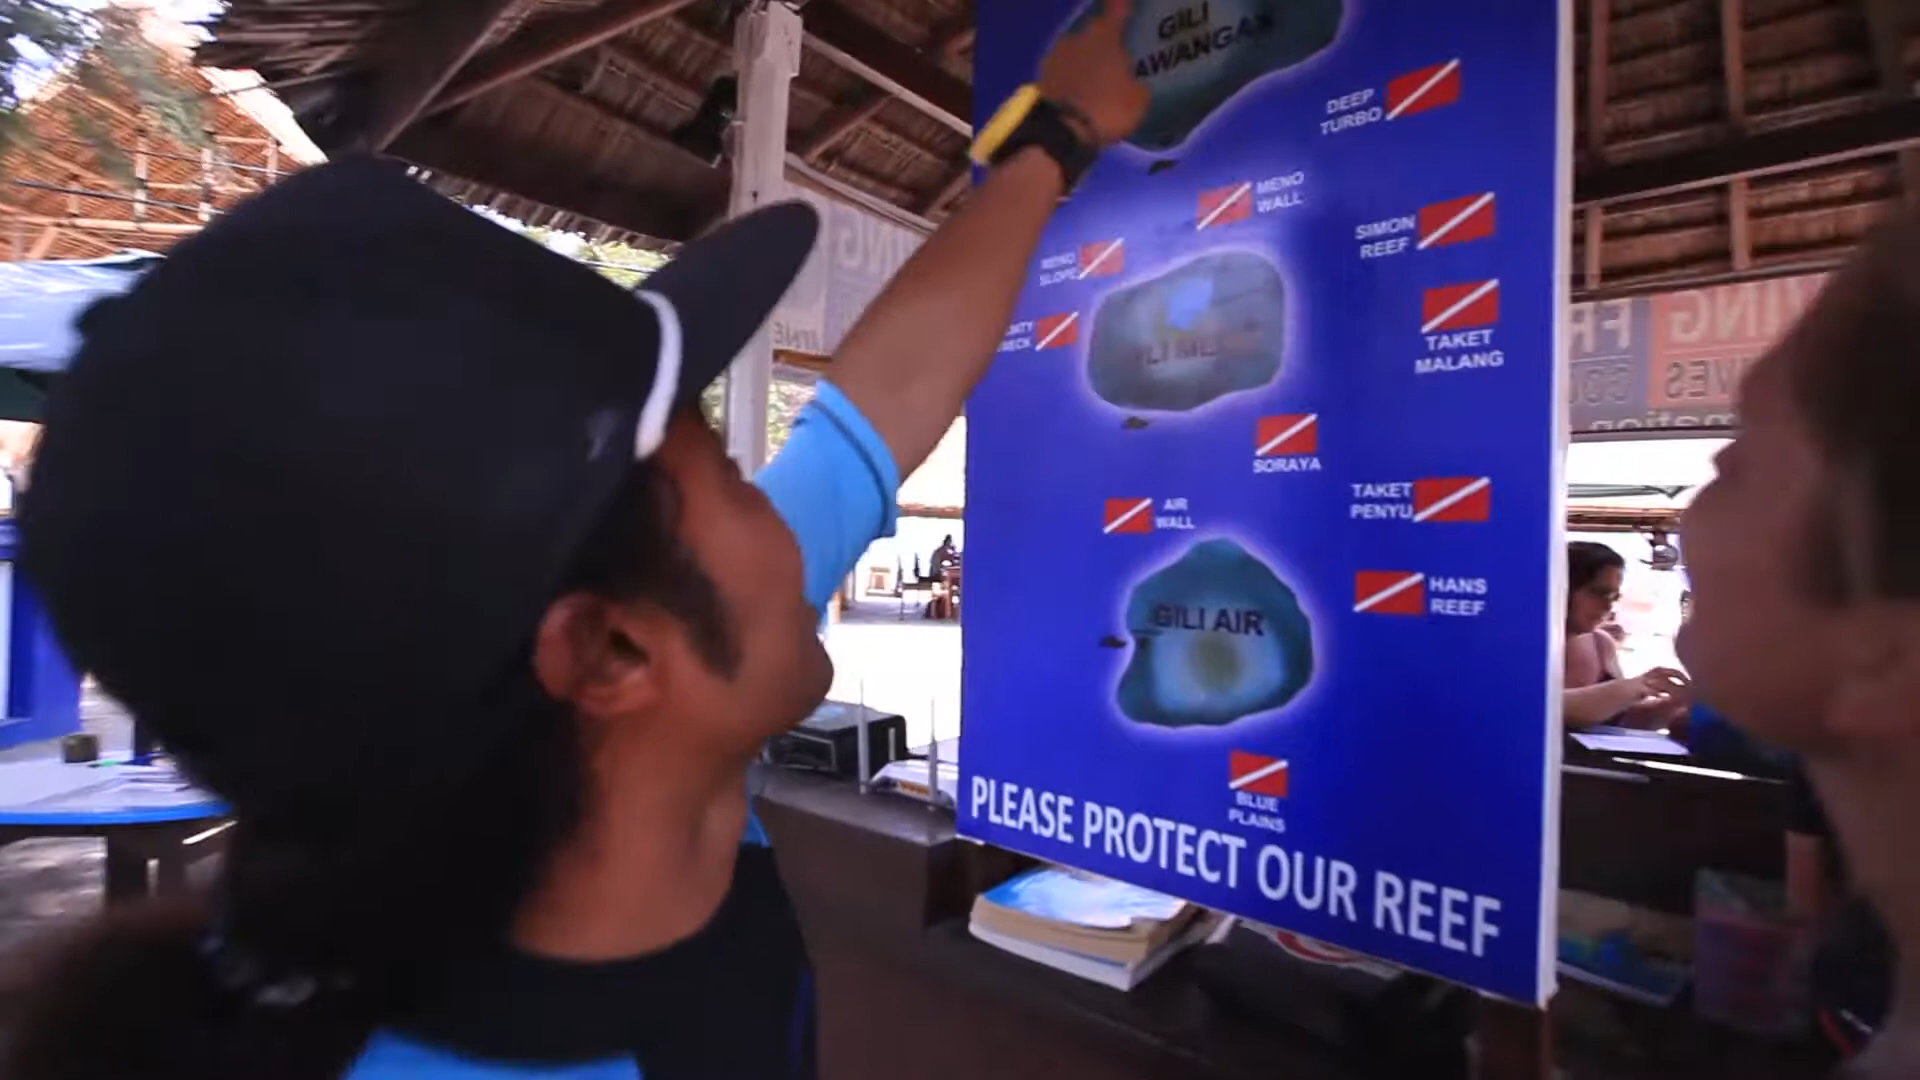 GILI
AWANGAN
DEEP
TURBO
MENO
WALL
MENO
SLOPE
SIMON
REEF
TAKET
MALANG
SORAYA
TAKET
PENYU
AIR
WALL
HANS
REEF
GILI AIR
BLUE
PLAINS
PLEASE PROTECT OUR REEF